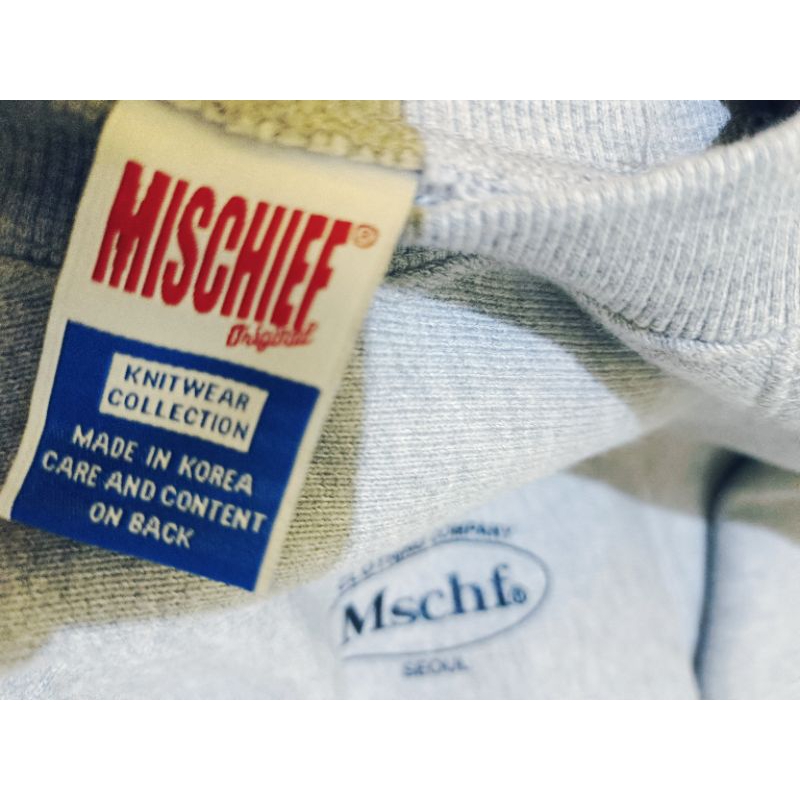 MISCHIEF®
Original
KNITWEAR
COLLECTION
MADE IN KOREA
CARE AND CONTENT
ON BACK
CLOTHING COMPANY
Mschf®
SEOUL